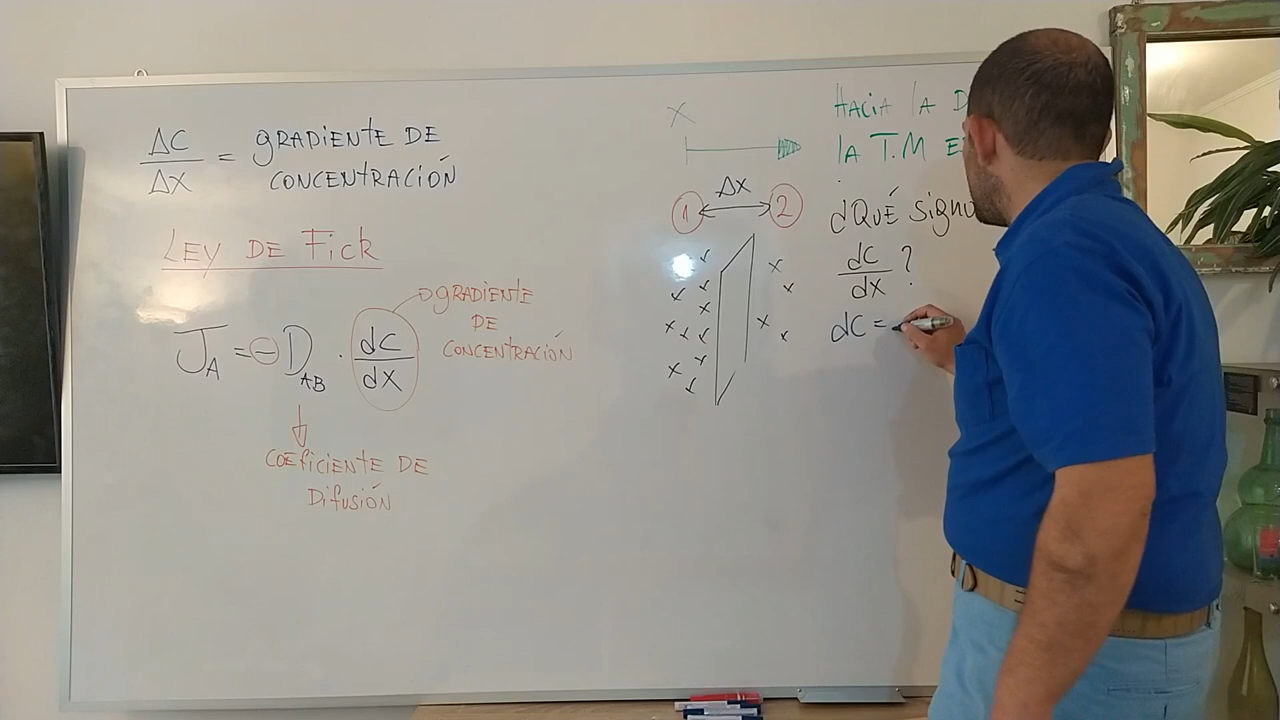 ΔC/ΔX = GRADIENTE DE
CONCENTRACIÓN
LEY DE Fick
J_A = - D_AB . dc/dx
GRADIENTE
DE
CONCENTRACIÓN
COEficiENTE DE
DifusióN
X
ΔX
1 2
HAciA lA
lA T.M
¿QUÉ
dc/dx ?
dC =